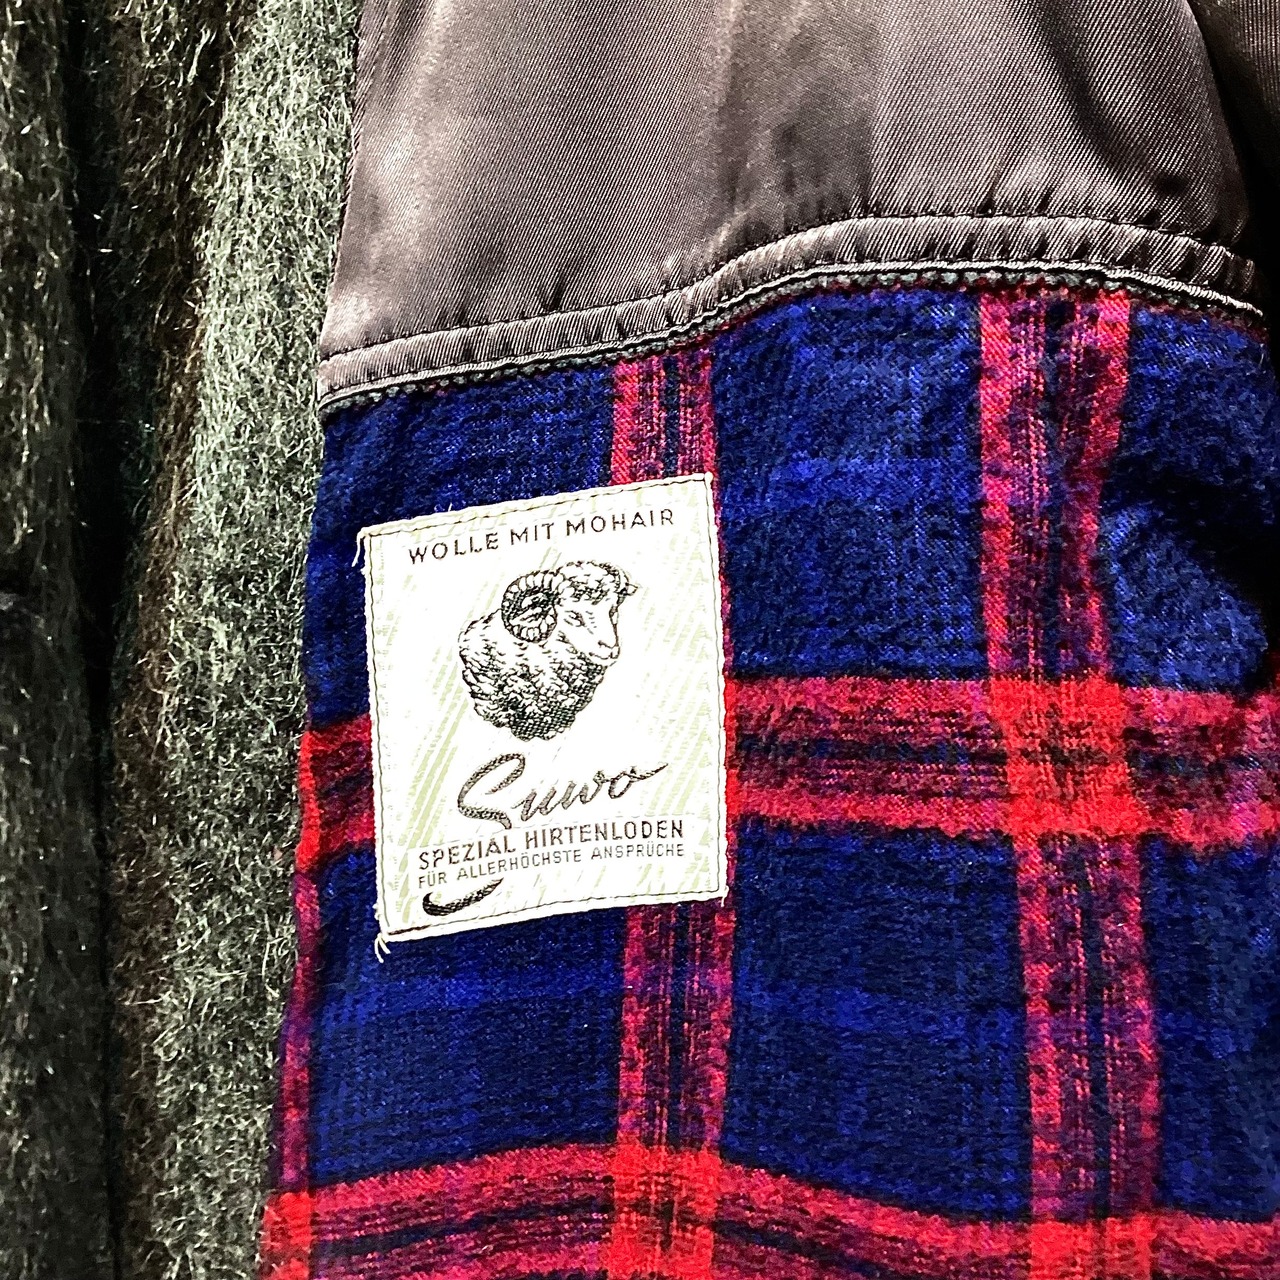 WOLLE MIT MOHAIR
Suwo
SPEZIAL HIRTENLODEN
FÜR ALLERHÖCHSTE ANSPRÜCHE